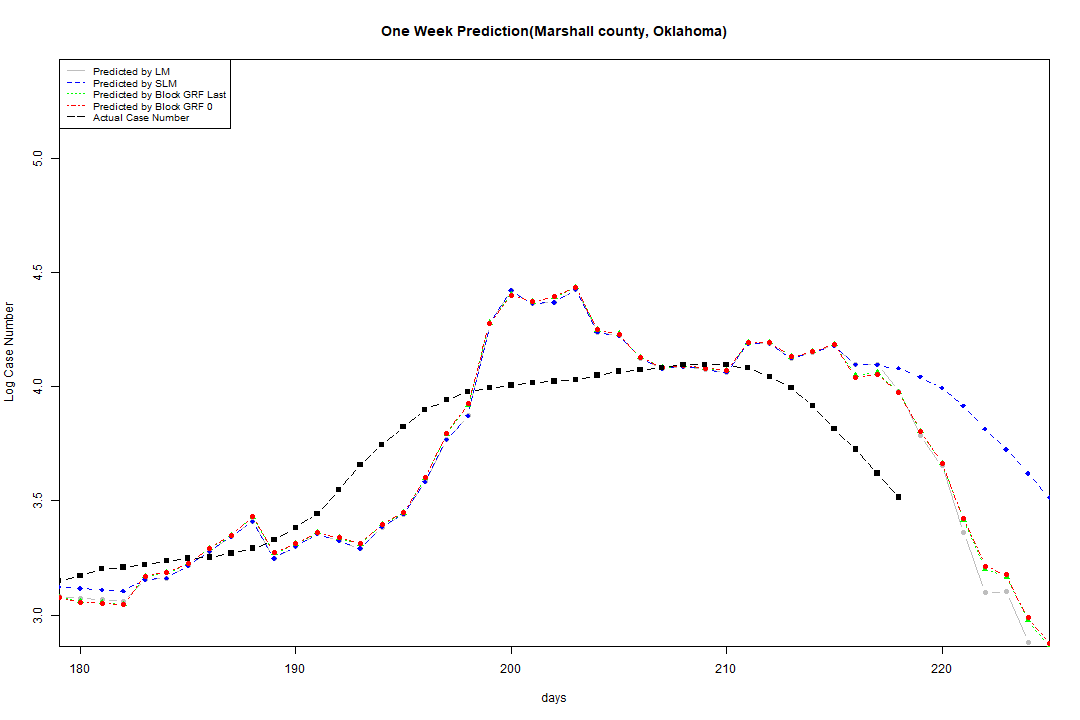 One Week Prediction(Marshall county, Oklahoma)
Predicted by LM
Predicted by SLM
Predicted by Block GRF Last
Predicted by Block GRF 0
Actual Case Number
5.0
4.5
4.0
3.5
3.0
Log Case Number
180 190 200 210 220
days